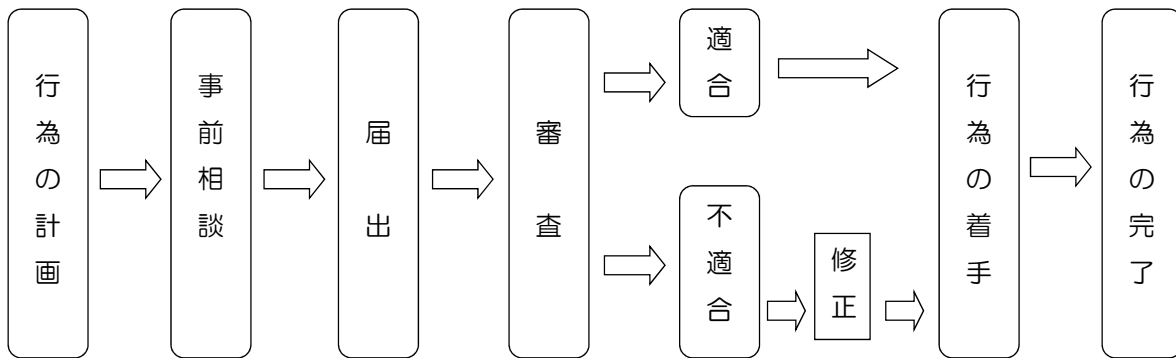 行為の計画
事前相談
届出
審査
適合
不適合
修正
行為の着手
行為の完了